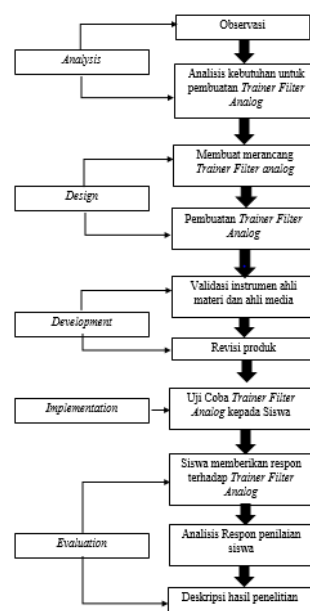 Observasi
Analysis
Analisis kebutuhan untuk
pembuatan Trainer Filter
Analog
Membuat merancang
Trainer Filter analog
Design
Pembuatan Trainer Filter
Analog
Validasi instrumen ahli
materi dan ahli media
Development
Revisi produk
Implementation
Uji Coba Trainer Filter
Analog kepada Siswa
Siswa memberikan respon
terhadap Trainer Filter
Analog
Analisis Respon penilaian
siswa
Evaluation
Deskripsi hasil penelitian